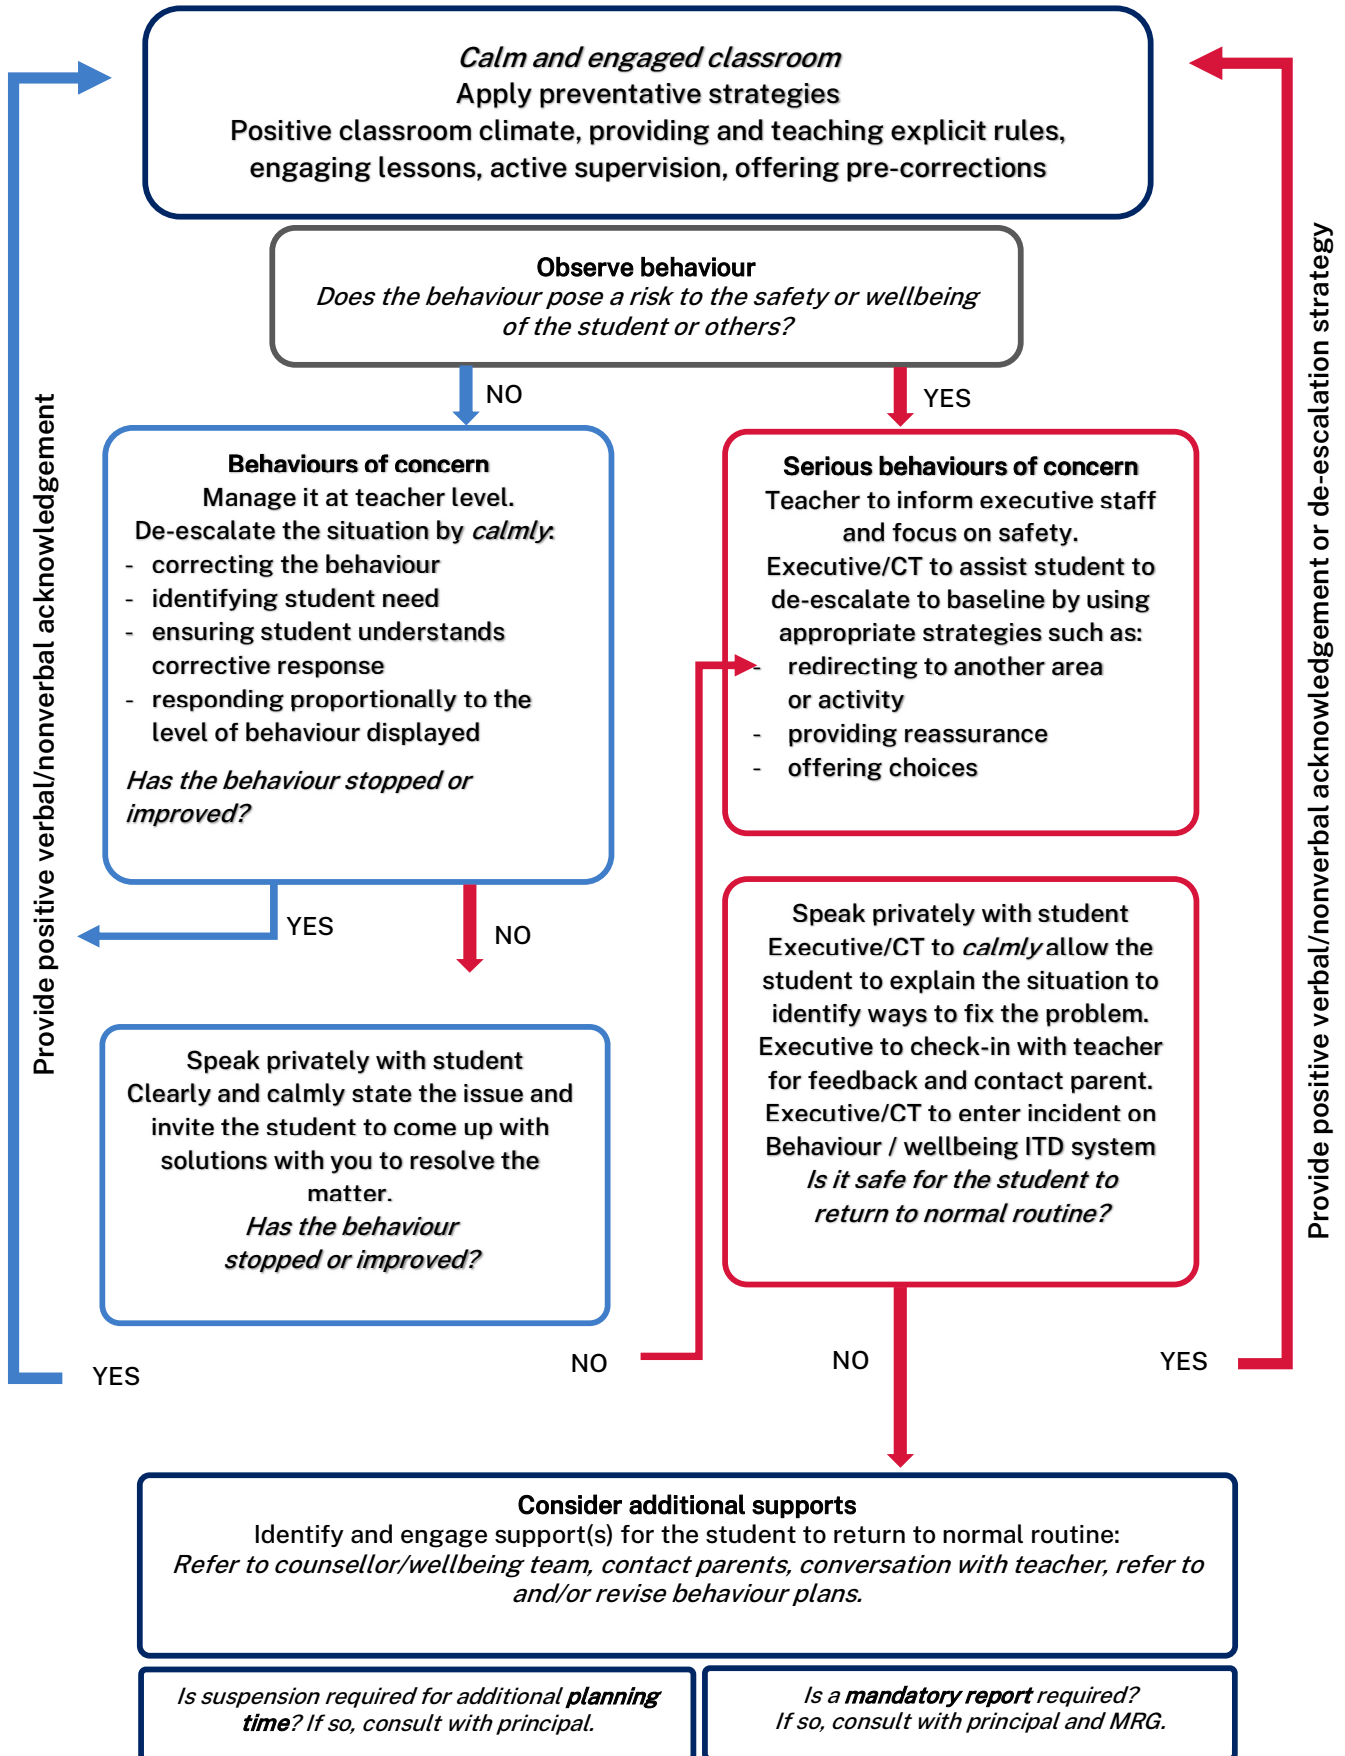 Calm and engaged classroom
Apply preventative strategies
Positive classroom climate, providing and teaching explicit rules,
engaging lessons, active supervision, offering pre-corrections
Observe behaviour
Does the behaviour pose a risk to the safety or wellbeing
of the student or others?
NO
YES
Behaviours of concern
Manage it at teacher level.
De-escalate the situation by calmly:
- correcting the behaviour
- identifying student need
- ensuring student understands
corrective response
- responding proportionally to the
level of behaviour displayed
Has the behaviour stopped or
improved?
Serious behaviours of concern
Teacher to inform executive staff
and focus on safety.
Executive/CT to assist student to
de-escalate to baseline by using
appropriate strategies such as:
- redirecting to another area
or activity
- providing reassurance
- offering choices
YES
NO
Speak privately with student
Clearly and calmly state the issue and
invite the student to come up with
solutions with you to resolve the
matter.
Has the behaviour
stopped or improved?
Speak privately with student
Executive/CT to calmly allow the
student to explain the situation to
identify ways to fix the problem.
Executive to check-in with teacher
for feedback and contact parent.
Executive/CT to enter incident on
Behaviour / wellbeing ITD system
Is it safe for the student to
return to normal routine?
YES
NO
NO
YES
Provide positive verbal/nonverbal acknowledgement
Provide positive verbal/nonverbal acknowledgement or de-escalation strategy
Consider additional supports
Identify and engage support(s) for the student to return to normal routine:
Refer to counsellor/wellbeing team, contact parents, conversation with teacher, refer to
and/or revise behaviour plans.
Is suspension required for additional planning
time? If so, consult with principal.
Is a mandatory report required?
If so, consult with principal and MRG.